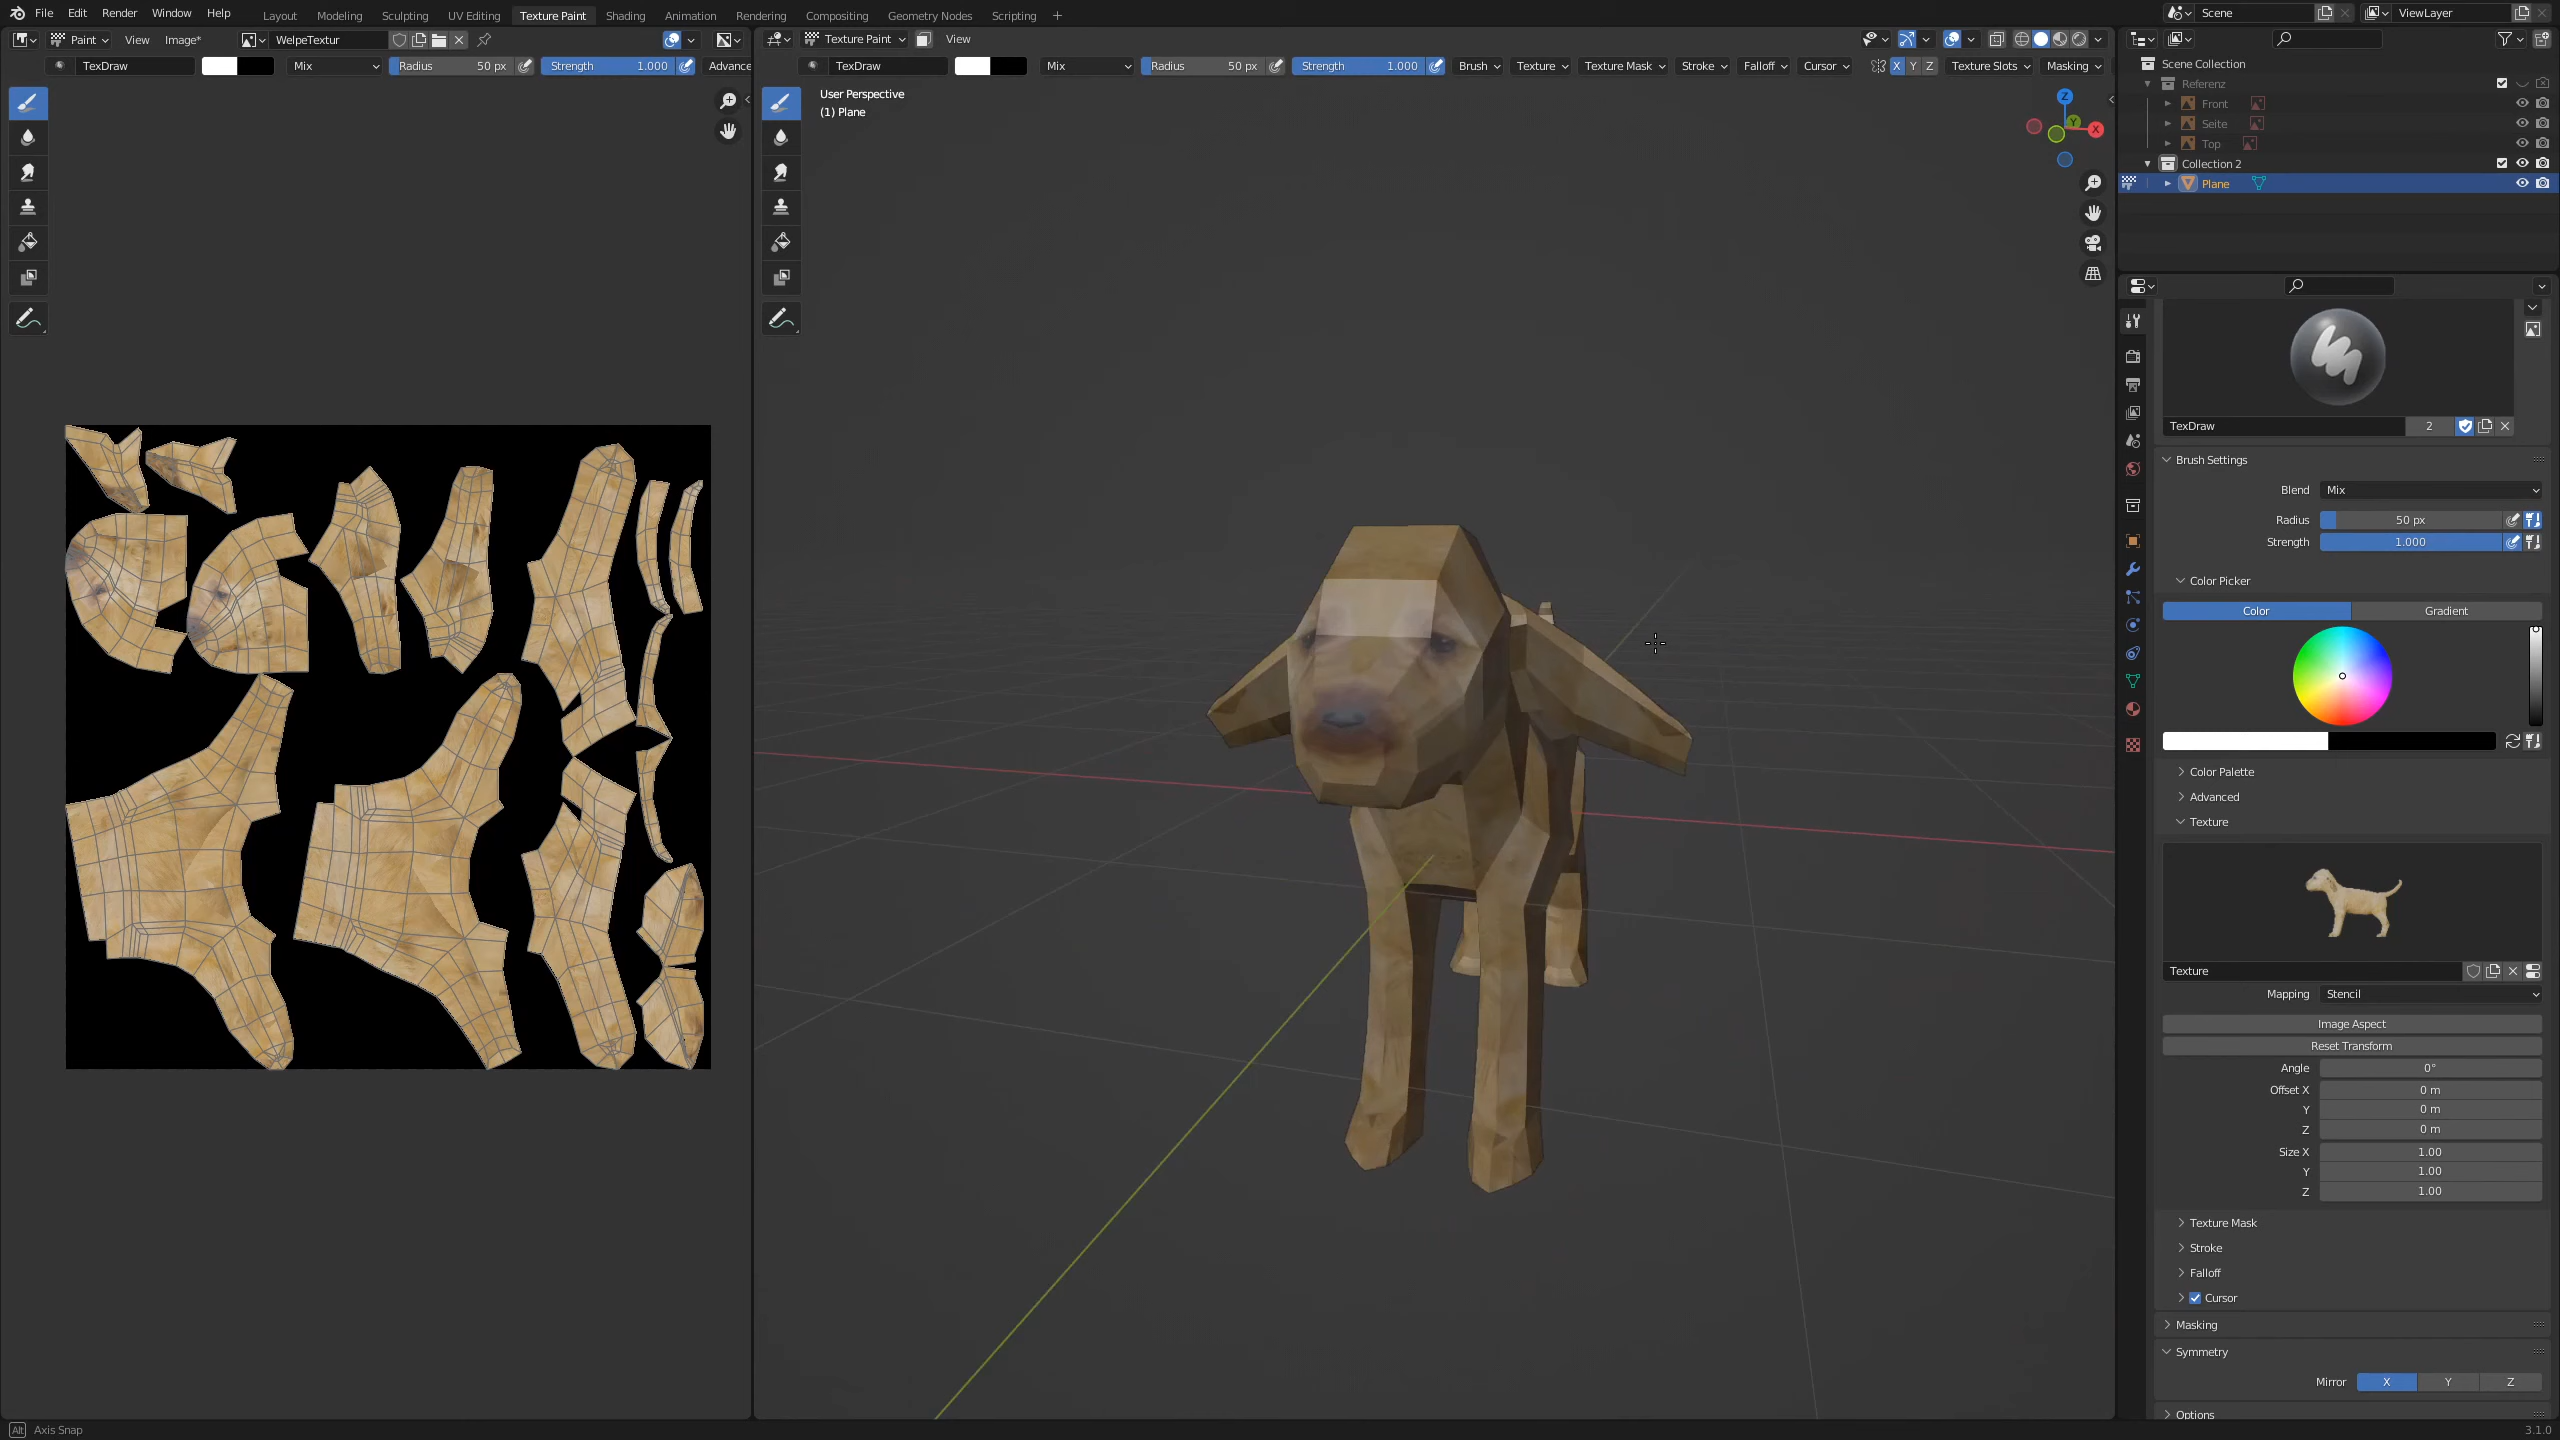 File Edit Render Window Help Layout Modeling Sculpting UV Editing Texture Paint Shading Animation Rendering Compositing Geometry Nodes Scripting + Scene ViewLayer
Paint View Image* WelpeTextur Texture Paint View
TexDraw Mix Radius 50 px Strength 1.000 Advance TexDraw Mix Radius 50 px Strength 1.000 Brush Texture Texture Mask Stroke Falloff Cursor X Y Z Texture Slots Masking
User Perspective
(1) Plane
Z
Y
X
Scene Collection
Referenz
Front
Seite
Top
Collection 2
Plane
TexDraw 2
Brush Settings
Blend Mix
Radius 50 px
Strength 1.000
Color Picker
Color Gradient
Color Palette
Advanced
Texture
Texture
Mapping Stencil
Image Aspect
Reset Transform
Angle 0°
Offset X 0 m
Y 0 m
Z 0 m
Size X 1.00
Y 1.00
Z 1.00
Texture Mask
Stroke
Falloff
Cursor
Masking
Symmetry
Mirror X Y Z
Options
Alt Axis Snap 3.1.0